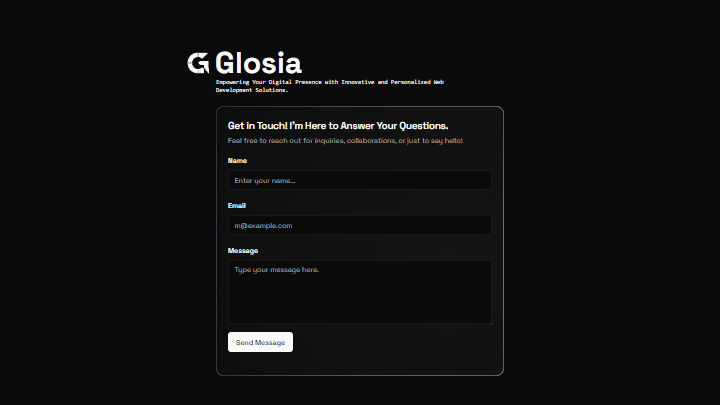 Glosia
Empowering Your Digital Presence with Innovative and Personalized Web
Development Solutions.
Get in Touch! I'm Here to Answer Your Questions.
Feel free to reach out for inquiries, collaborations, or just to say hello!
Name
Enter your name...
Email
m@example.com
Message
Type your message here.
Send Message